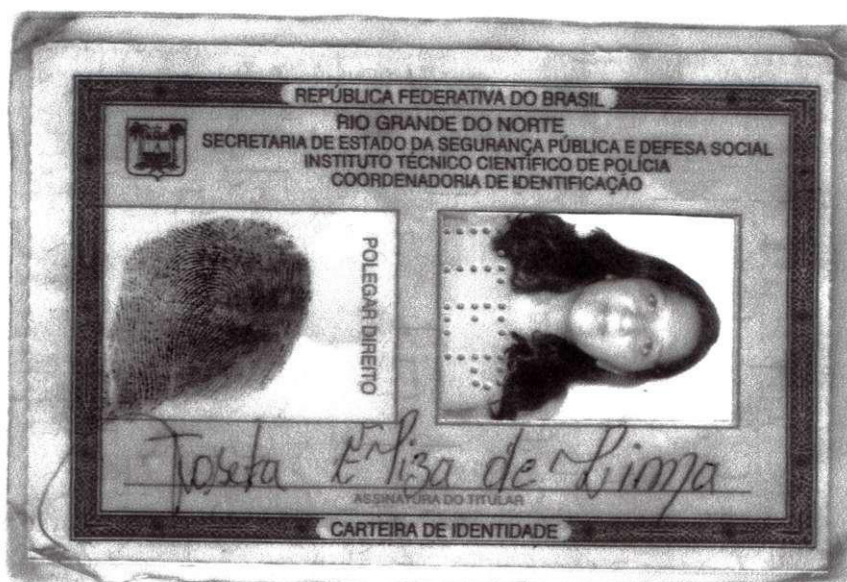 REPÚBLICA FEDERATIVA DO BRASIL
RIO GRANDE DO NORTE
SECRETARIA DE ESTADO DA SEGURANÇA PÚBLICA E DEFESA SOCIAL
INSTITUTO TÉCNICO CIENTÍFICO DE POLÍCIA
COORDENADORIA DE IDENTIFICAÇÃO
POLEGAR DIREITO
Eliza de Lima
ASSINATURA DO TITULAR
CARTEIRA DE IDENTIDADE